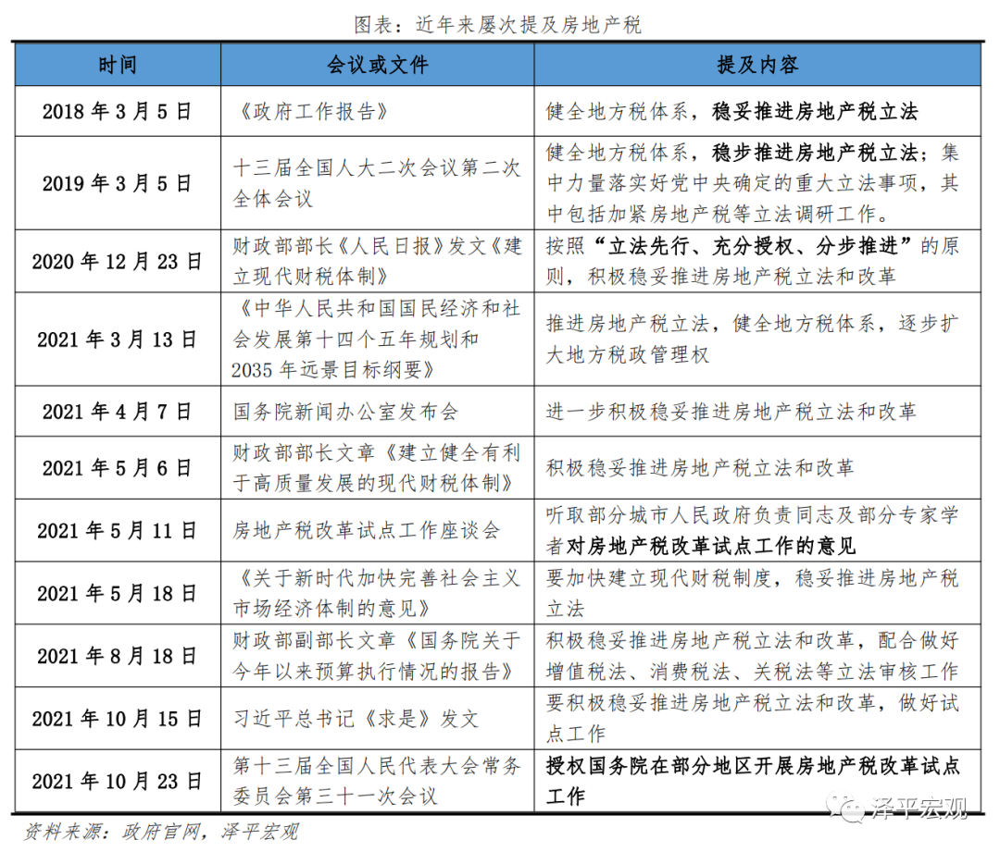 图表：近年来屡次提及房地产税
时间 会议或文件 提及内容
2018 年 3 月 5 日 《政府工作报告》 健全地方税体系，稳妥推进房地产税立法
2019 年 3 月 5 日
十三届全国人大二次会议第二次
全体会议
健全地方税体系，稳步推进房地产税立法；集
中力量落实好党中央确定的重大立法事项，其
中包括加紧房地产税等立法调研工作。
2020 年 12 月 23 日
财政部部长《人民日报》发文《建
立现代财税体制》
按照“立法先行、充分授权、分步推进”的原
则，积极稳妥推进房地产税立法和改革
2021 年 3 月 13 日
《中华人民共和国国民经济和社
会发展第十四个五年规划和
2035 年远景目标纲要》
推进房地产税立法，健全地方税体系，逐步扩
大地方税政管理权
2021 年 4 月 7 日 国务院新闻办公室发布会 进一步积极稳妥推进房地产税立法和改革
2021 年 5 月 6 日
财政部部长文章《建立健全有利
于高质量发展的现代财税体制》
积极稳妥推进房地产税立法和改革
2021 年 5 月 11 日
房地产税改革试点工作座谈会
听取部分城市人民政府负责同志及部分专家学
者对房地产税改革试点工作的意见
2021 年 5 月 18 日
《关于新时代加快完善社会主义
市场经济体制的意见》
要加快建立现代财税制度，稳妥推进房地产税
立法
2021 年 8 月 18 日
财政部副部长文章《国务院关于
今年以来预算执行情况的报告》
积极稳妥推进房地产税立法和改革，配合做好
增值税法、消费税法、关税法等立法审核工作
2021 年 10 月 15 日
习近平总书记《求是》发文
要积极稳妥推进房地产税立法和改革，做好试
点工作
2021 年 10 月 23 日
第十三届全国人民代表大会常务
委员会第三十一次会议
授权国务院在部分地区开展房地产税改革试点
工作
泽平宏观
资料来源：政府官网，泽平宏观